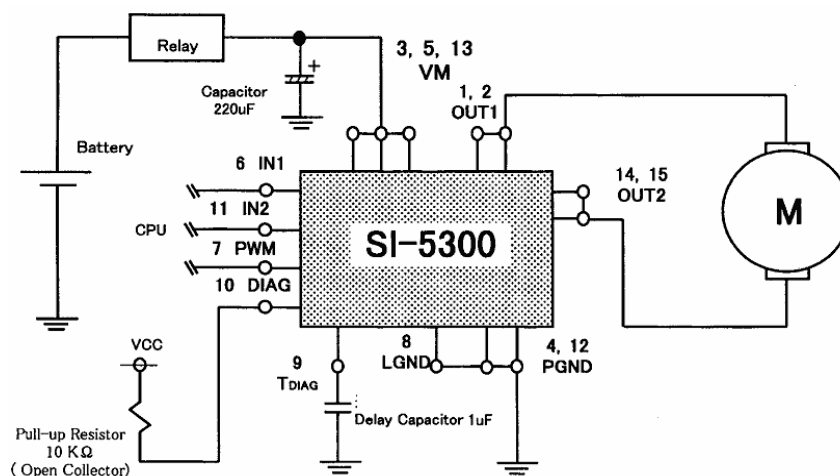 Relay
3, 5, 13
VM
Capacitor
220uF
+
1, 2
OUT1
Battery
6 IN1
14, 15
OUT2
11 IN2
CPU
7 PWM
SI-5300
M
10 DIAG
VCC
8
LGND
4, 12
PGND
9
TDIAG
Delay Capacitor 1uF
Pull-up Resistor
10 KΩ
( Open Collector)